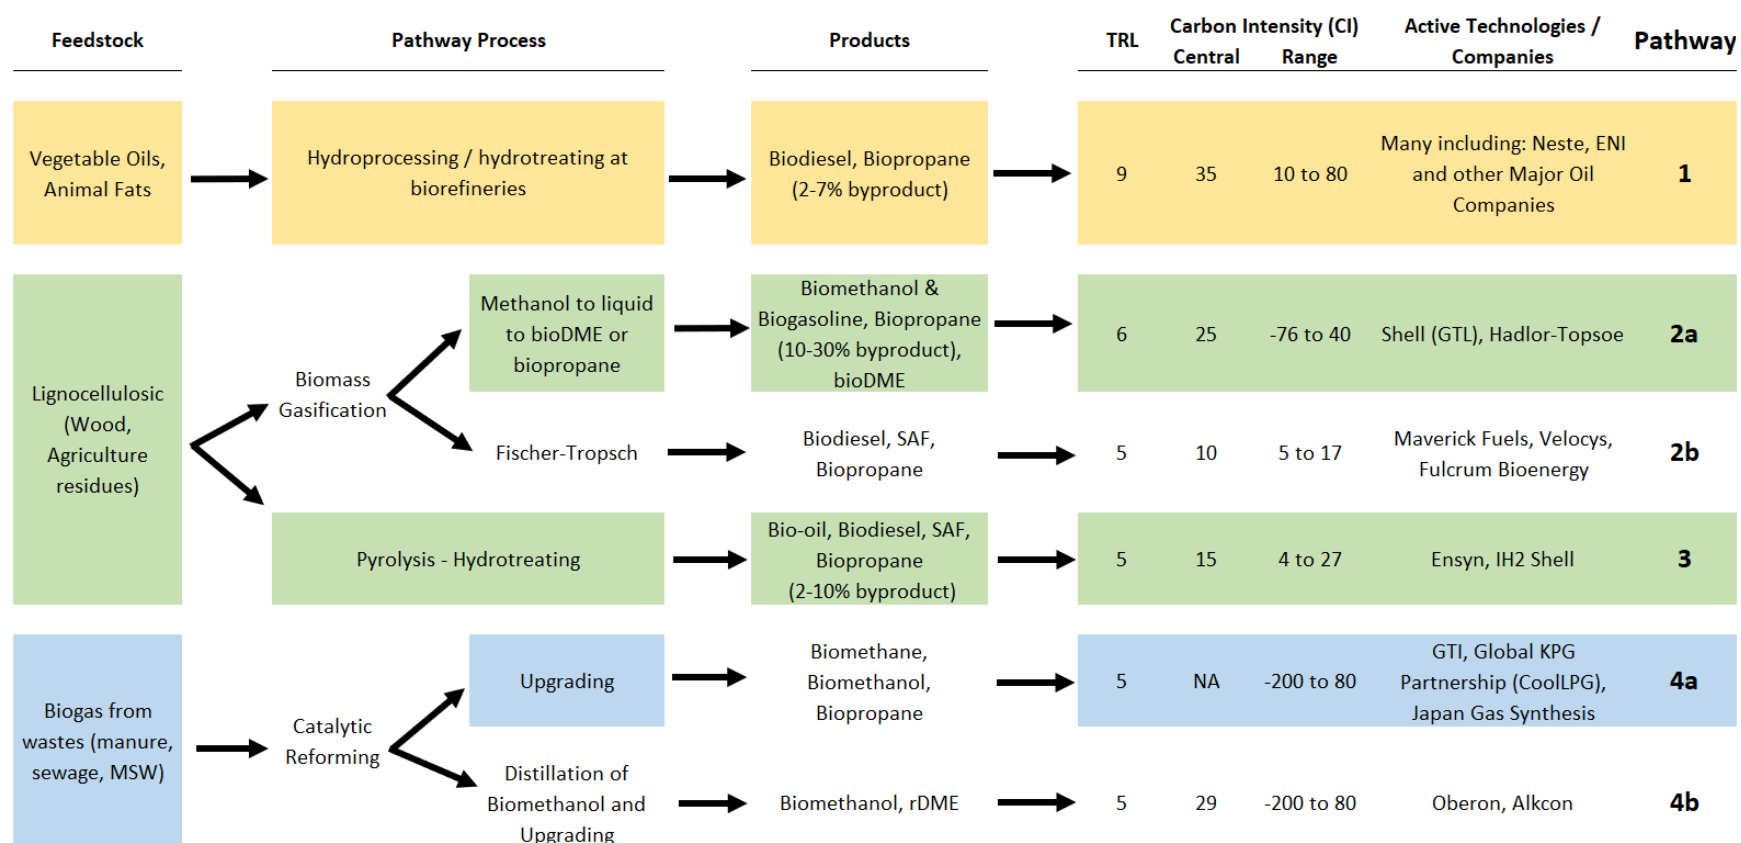 Feedstock
Pathway Process
Products
TRL
Carbon Intensity (CI)
Central
Range
Active Technologies /
Companies
Pathway
Vegetable Oils,
Animal Fats
Hydroprocessing / hydrotreating at
biorefineries
Biodiesel, Biopropane
(2-7% byproduct)
9
35
10 to 80
Many including: Neste, ENI
and other Major Oil
Companies
1
Lignocellulosic
(Wood,
Agriculture
residues)
Biomass
Gasification
Methanol to liquid
to bioDME or
biopropane
Biomethanol &
Biogasoline, Biopropane
(10-30% byproduct),
bioDME
6
25
-76 to 40
Shell (GTL), Hadlor-Topsoe
2a
Fischer-Tropsch
Biodiesel, SAF,
Biopropane
5
10
5 to 17
Maverick Fuels, Velocys,
Fulcrum Bioenergy
2b
Pyrolysis - Hydrotreating
Bio-oil, Biodiesel, SAF,
Biopropane
(2-10% byproduct)
5
15
4 to 27
Ensyn, IH2 Shell
3
Biogas from
wastes (manure,
sewage, MSW)
Catalytic
Reforming
Upgrading
Biomethane,
Biomethanol,
Biopropane
5
NA
-200 to 80
GTI, Global KPG
Partnership (CoolLPG),
Japan Gas Synthesis
4a
Distillation of
Biomethanol and
Upgrading
Biomethanol, rDME
5
29
-200 to 80
Oberon, Alkcon
4b